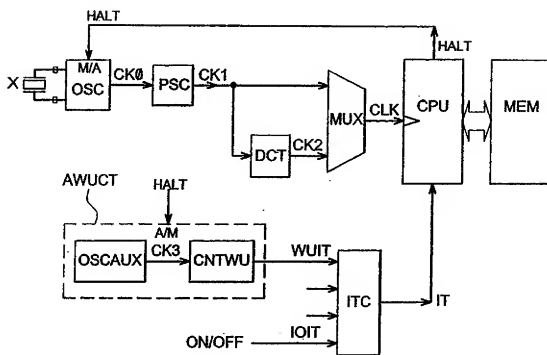 HALT
HALT
X
M/A
OSC
CKØ
PSC
CK1
MUX
CLK
CPU
MEM
DCT
CK2
AWUCT
HALT
A/M
OSCAUX
CK3
CNTWU
WUIT
ITC
IT
ON/OFF
IOIT